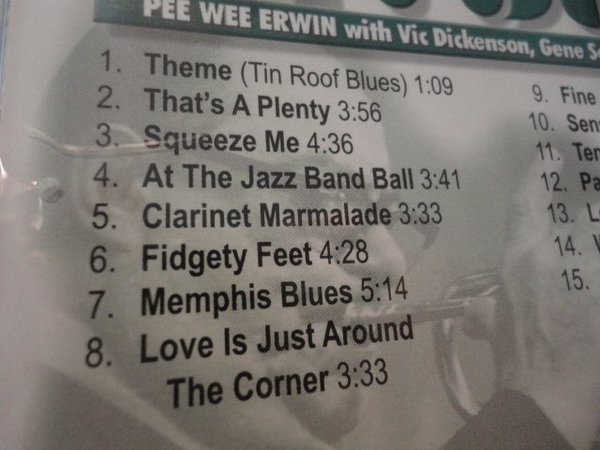 PEE WEE ERWIN with Vic Dickenson, Gene
1. Theme (Tin Roof Blues) 1:09
2. That's A Plenty 3:56
3. Squeeze Me 4:36
4. At The Jazz Band Ball 3:41
5. Clarinet Marmalade 3:33
6. Fidgety Feet 4:28
7. Memphis Blues 5:14
8. Love Is Just Around
The Corner 3:33
9. Fine
10.
11.
12.
13.
14.
15.